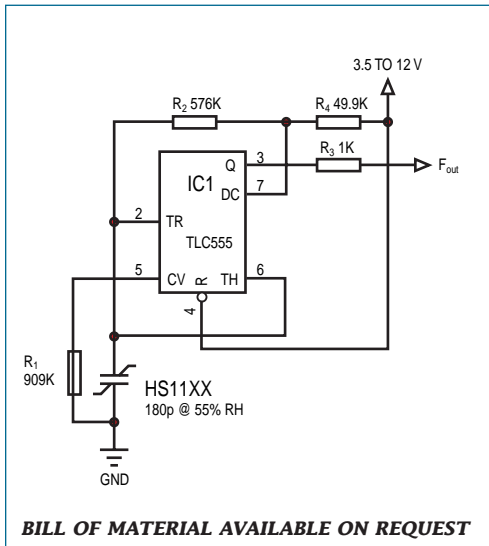 3.5 TO 12 V
R2 576K
R4 49.9K
Q 3
R3 1K
Fout
IC1
DC 7
2 TR
TLC555
5 CV
R
TH 6
4
R1
909K
HS11XX
180p @ 55% RH
GND
BILL OF MATERIAL AVAILABLE ON REQUEST